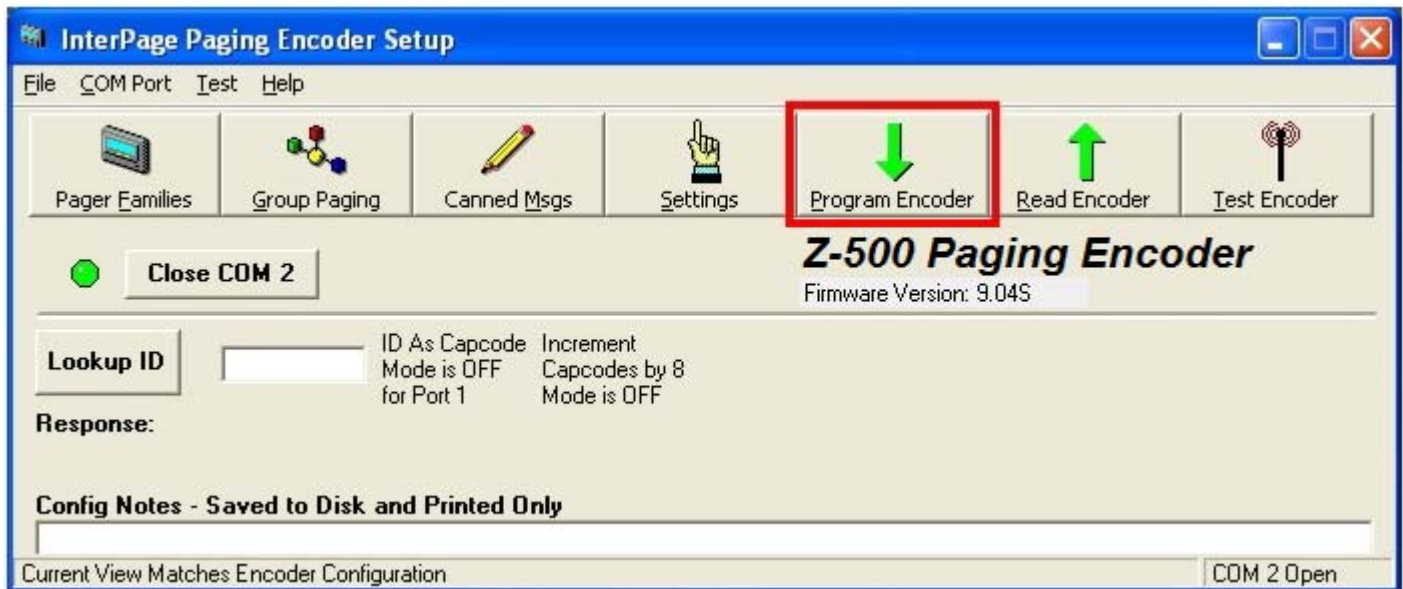 InterPage Paging Encoder Setup
File COM Port Test Help
Pager Families Group Paging Canned Msgs Settings Program Encoder Read Encoder Test Encoder
Close COM 2
Z-500 Paging Encoder
Firmware Version: 9.04S
Lookup ID
ID As Capcode
Mode is OFF
for Port 1
Increment
Capcodes by 8
Mode is OFF
Response:
Config Notes - Saved to Disk and Printed Only
Current View Matches Encoder Configuration
COM 2 Open